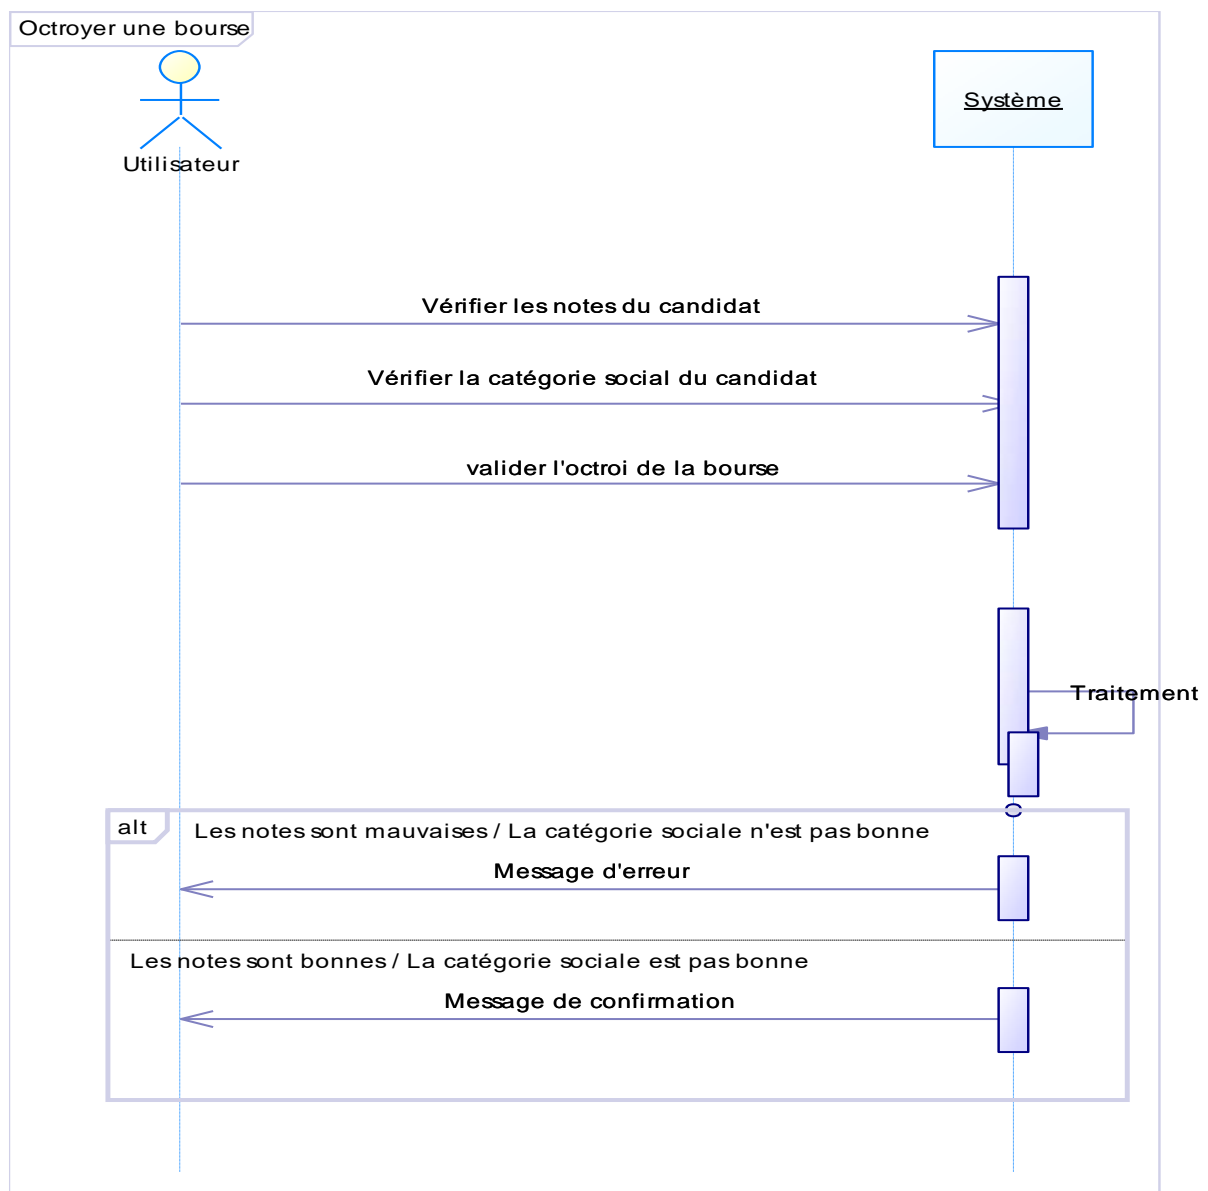 Octroyer une bourse
Système
Utilisateur
Vérifier les notes du candidat
Vérifier la catégorie social du candidat
valider l'octroi de la bourse
Traitement
alt
Les notes sont mauvaises / La catégorie sociale n'est pas bonne
Message d'erreur
Les notes sont bonnes / La catégorie sociale est pas bonne
Message de confirmation